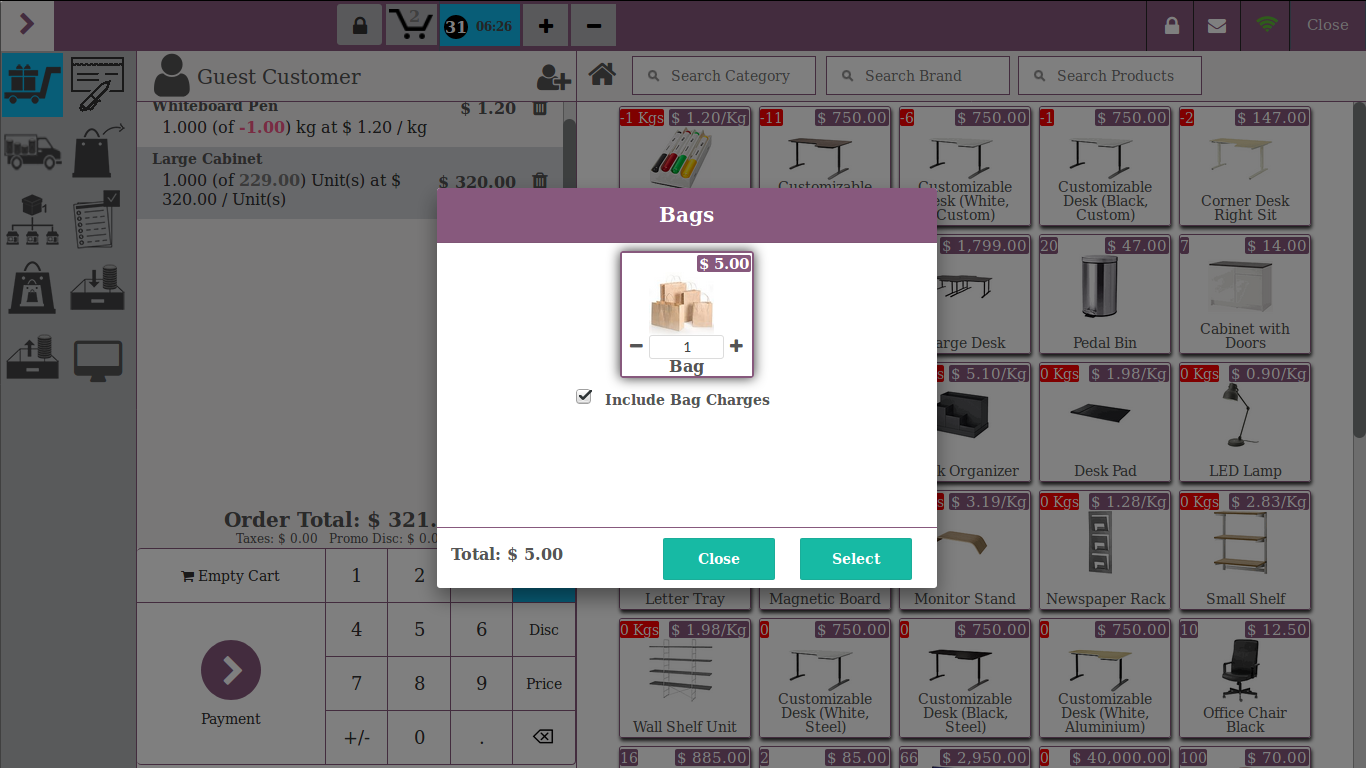 2
31 06:26
+
−
Close
Guest Customer
Search Category
Search Brand
Search Products
Whiteboard Pen
$ 1.20
1.000 (of -1.00) kg at $ 1.20 / kg
Large Cabinet
1.000 (of 229.00) Unit(s) at $
320.00 / Unit(s)
$ 320.00
Order Total: $ 321.
Taxes: $ 0.00 Promo Disc: $ 0.0
Empty Cart
1
2
4
5
6
Disc
7
8
9
Price
+/-
0
.
Payment
Bags
$ 5.00
− 1 +
Bag
Include Bag Charges
Total: $ 5.00
Close
Select
-1 Kgs $ 1.20/Kg
-11 $ 750.00
Customizable
-6 $ 750.00
Customizable
sk (White,
Custom)
-1 $ 750.00
Customizable
Desk (Black,
Custom)
-2 $ 147.00
Corner Desk
Right Sit
$ 1,799.00
arge Desk
20 $ 47.00
Pedal Bin
7 $ 14.00
Cabinet with
Doors
s $ 5.10/Kg
k Organizer
0 Kgs $ 1.98/Kg
Desk Pad
0 Kgs $ 0.90/Kg
LED Lamp
Letter Tray
Magnetic Board
s $ 3.19/Kg
Monitor Stand
0 Kgs $ 1.28/Kg
Newspaper Rack
0 Kgs $ 2.83/Kg
Small Shelf
0 Kgs $ 1.98/Kg
Wall Shelf Unit
0 $ 750.00
Customizable
Desk (White,
Steel)
0 $ 750.00
Customizable
Desk (Black,
Steel)
0 $ 750.00
Customizable
Desk (White,
Aluminium)
10 $ 12.50
Office Chair
Black
16 $ 885.00
2 $ 85.00
66 $ 2,950.00
0 $ 40,000.00
100 $ 70.00